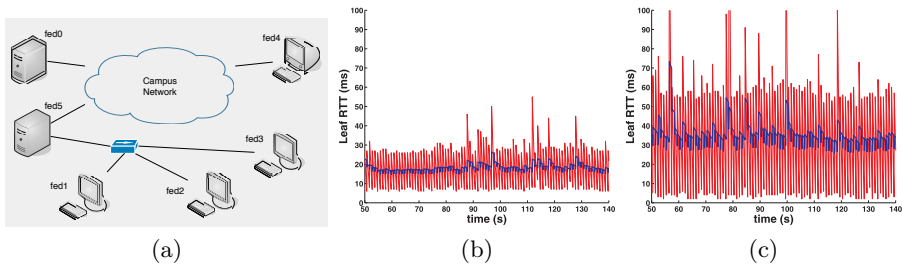 fed0
fed4
Campus
Network
fed5
fed3
fed1
fed2
(a)
Leaf RTT (ms)
100
90
80
70
60
50
40
30
20
10
0
50 60 70 80 90 100 110 120 130 140
time (s)
(b)
Leaf RTT (ms)
100
90
80
70
60
50
40
30
20
10
0
50 60 70 80 90 100 110 120 130 140
time (s)
(c)